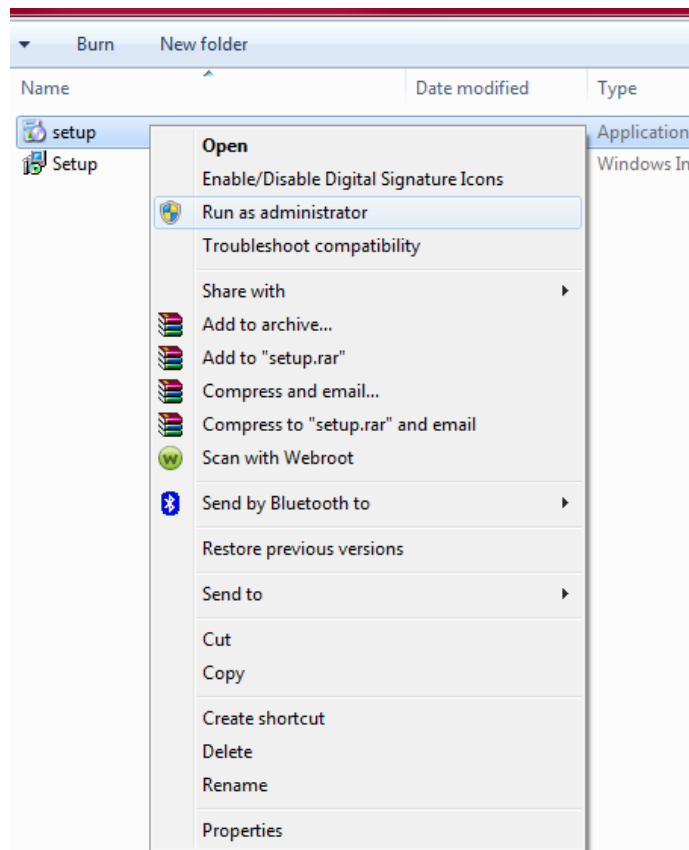 Burn New folder
Name Date modified Type
setup Application
Setup Windows In
Open
Enable/Disable Digital Signature Icons
Run as administrator
Troubleshoot compatibility
Share with
Add to archive...
Add to "setup.rar"
Compress and email...
Compress to "setup.rar" and email
Scan with Webroot
Send by Bluetooth to
Restore previous versions
Send to
Cut
Copy
Create shortcut
Delete
Rename
Properties